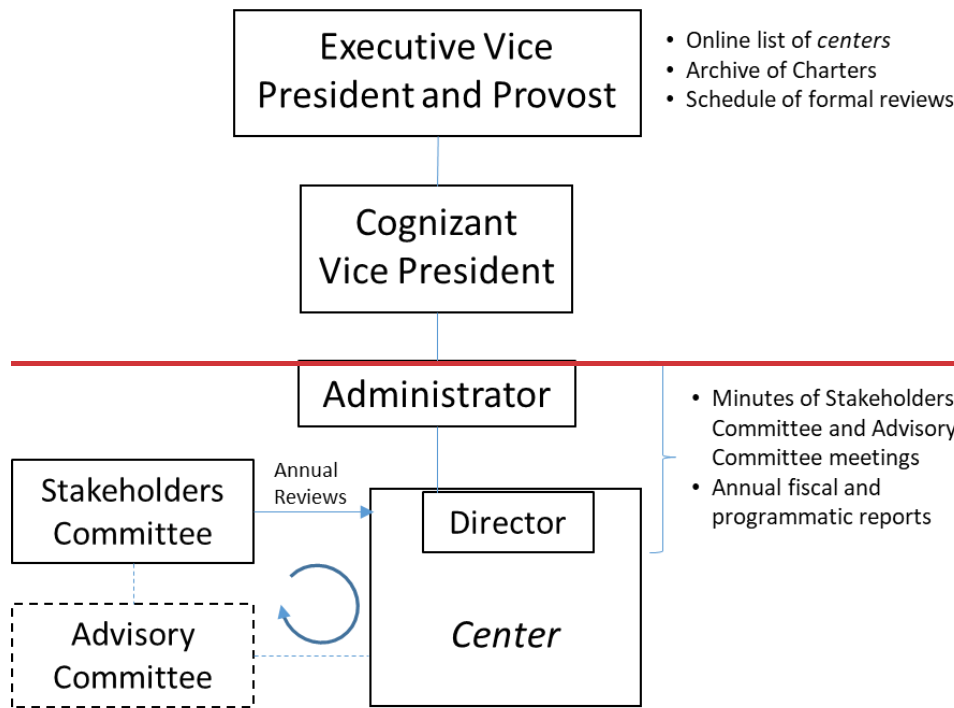 Executive Vice
President and Provost
• Online list of centers
• Archive of Charters
• Schedule of formal reviews
Cognizant
Vice President
Administrator
• Minutes of Stakeholders
Committee and Advisory
Committee meetings
• Annual fiscal and
programmatic reports
Stakeholders
Committee
Annual
Reviews
Director
Center
Advisory
Committee